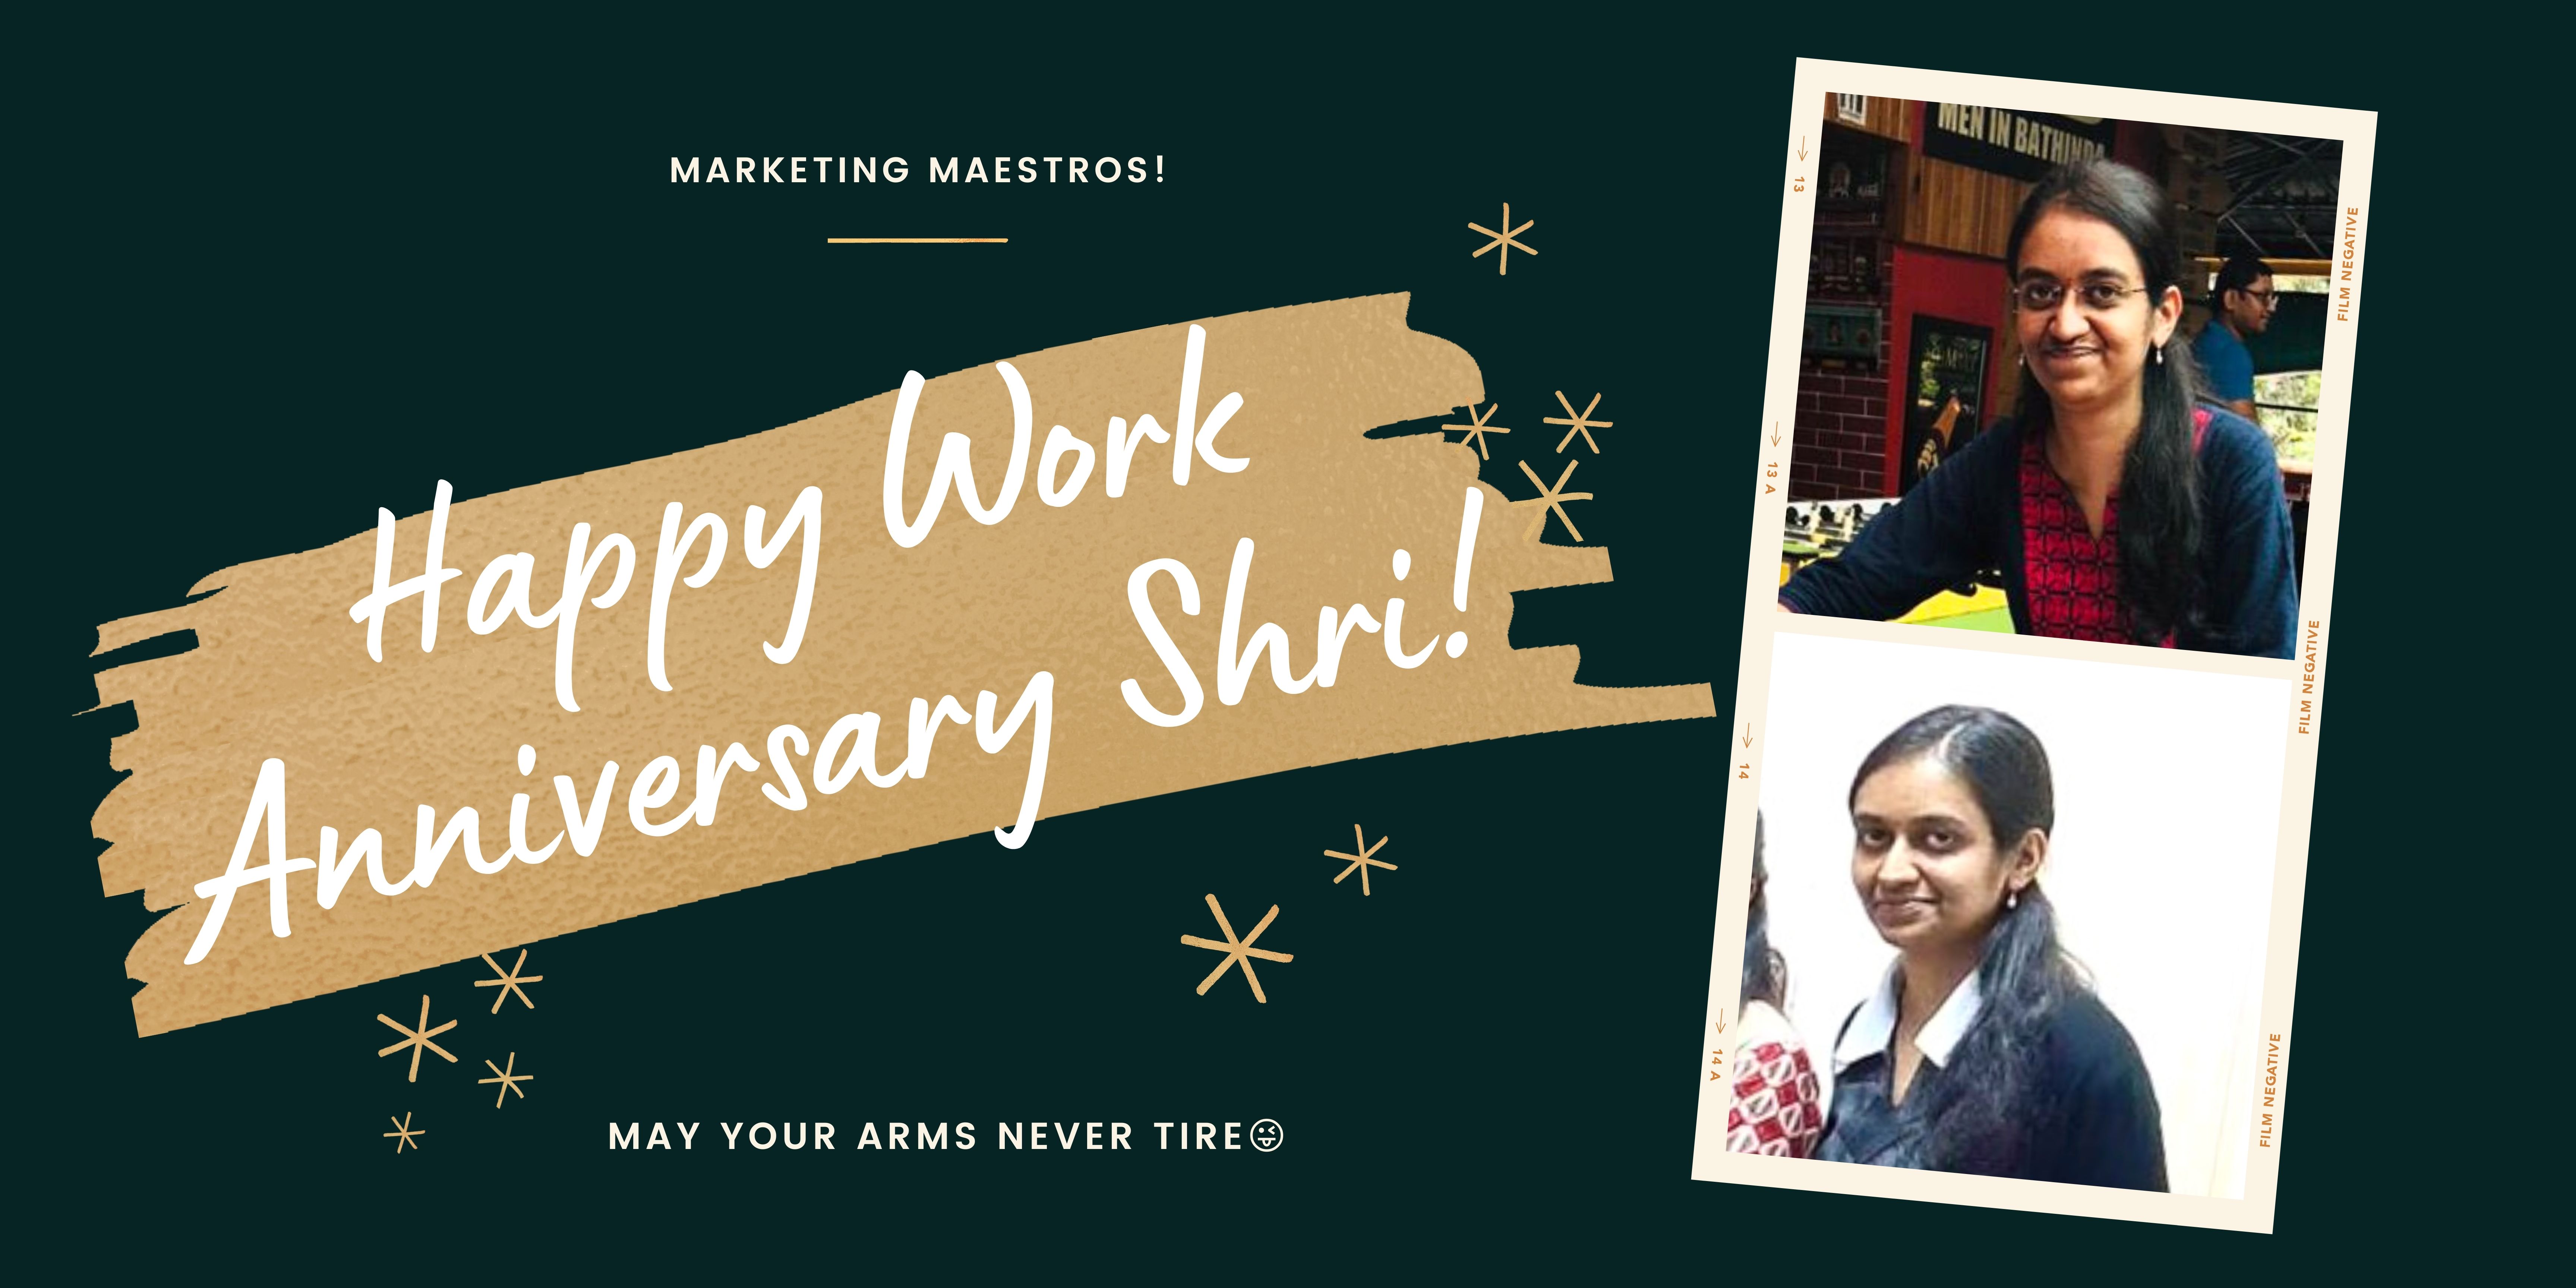 MARKETING MAESTROS!
Happy Work
Anniversary Shri!
MAY YOUR ARMS NEVER TIRE😜
MEN IN BATHINDA
13
13 A
14
14 A
FILM NEGATIVE
FILM NEGATIVE
FILM NEGATIVE